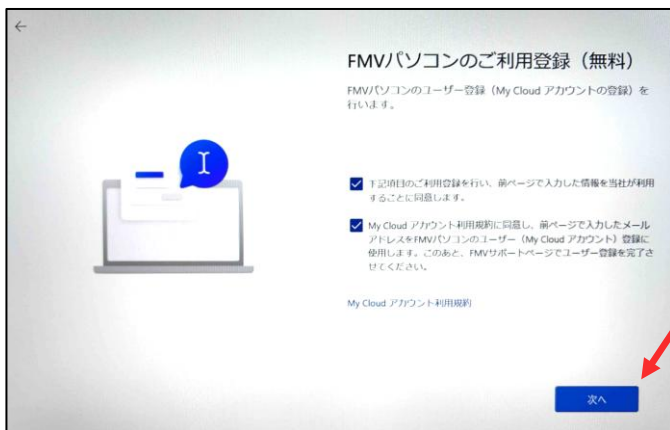 ←
FMVパソコンのご利用登録（無料）
FMVパソコンのユーザー登録（My Cloud アカウントの登録）を
行います。
下記項目のご利用登録を行い、前ページで入力した情報を当社が利用
することに同意します。
My Cloud アカウント利用規約に同意し、前ページで入力したメール
アドレスをFMVパソコンのユーザー（My Cloud アカウント）登録に
使用します。このあと、FMVサポートページでユーザー登録を完了さ
せてください。
My Cloud アカウント利用規約
次へ